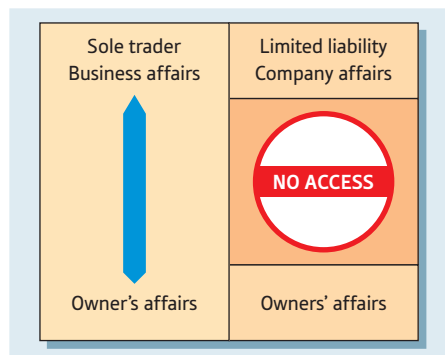 Sole trader
Business affairs
Owner's affairs
Limited liability
Company affairs
NO ACCESS
Owners' affairs